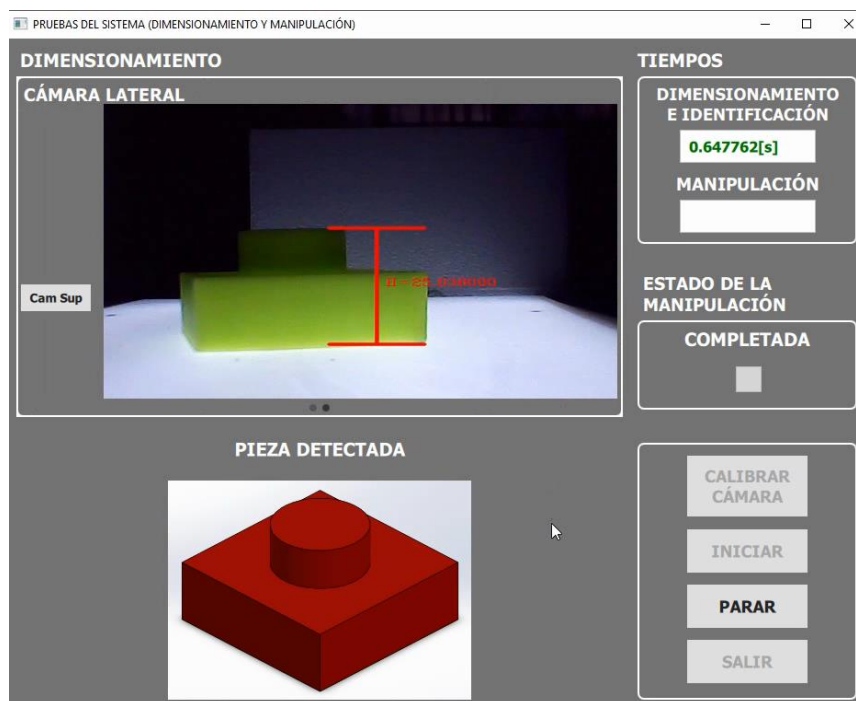 PRUEBAS DEL SISTEMA (DIMENSIONAMIENTO Y MANIPULACIÓN)
DIMENSIONAMIENTO
CÁMARA LATERAL
Cam Sup
PIEZA DETECTADA
TIEMPOS
DIMENSIONAMIENTO
E IDENTIFICACIÓN
0.647762[s]
MANIPULACIÓN
ESTADO DE LA
MANIPULACIÓN
COMPLETADA
CALIBRAR
CÁMARA
INICIAR
PARAR
SALIR